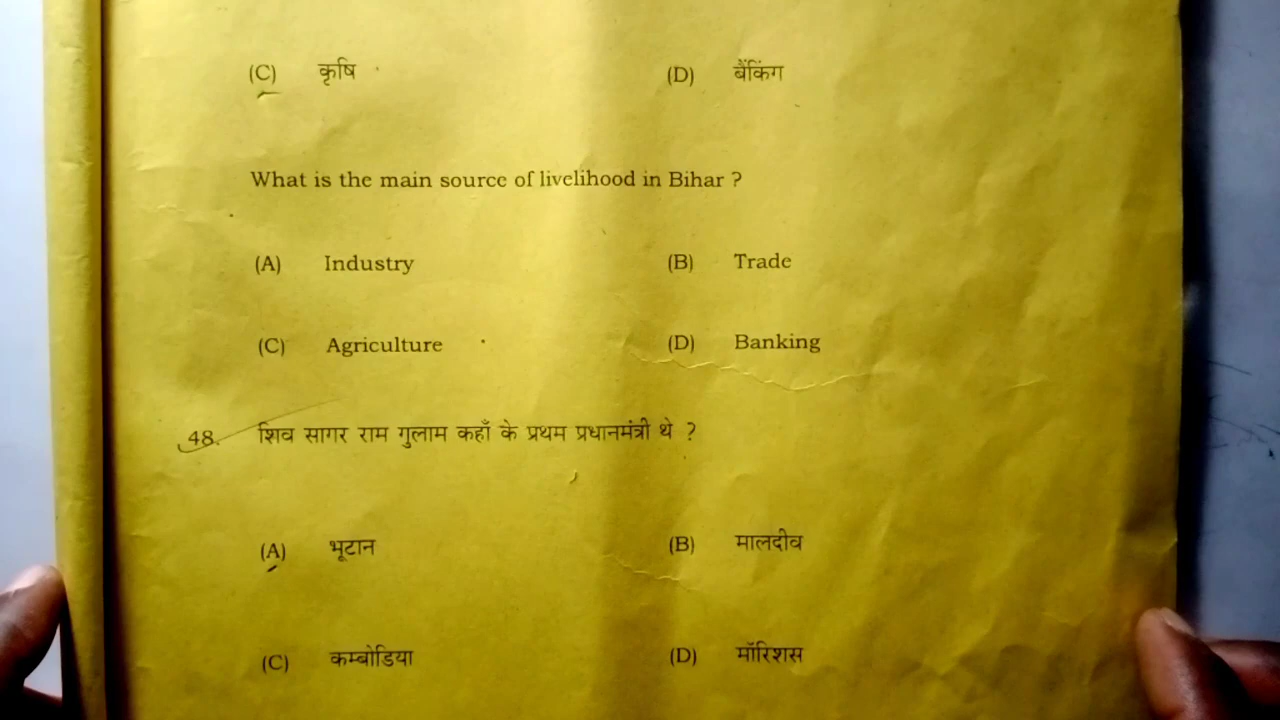 (C) कृषि (D) बैंकिंग
What is the main source of livelihood in Bihar ?
(A) Industry (B) Trade
(C) Agriculture (D) Banking
48. शिव सागर राम गुलाम कहाँ के प्रथम प्रधानमंत्री थे ?
(A) भूटान (B) मालदीव
(C) कम्बोडिया (D) मॉरिशस